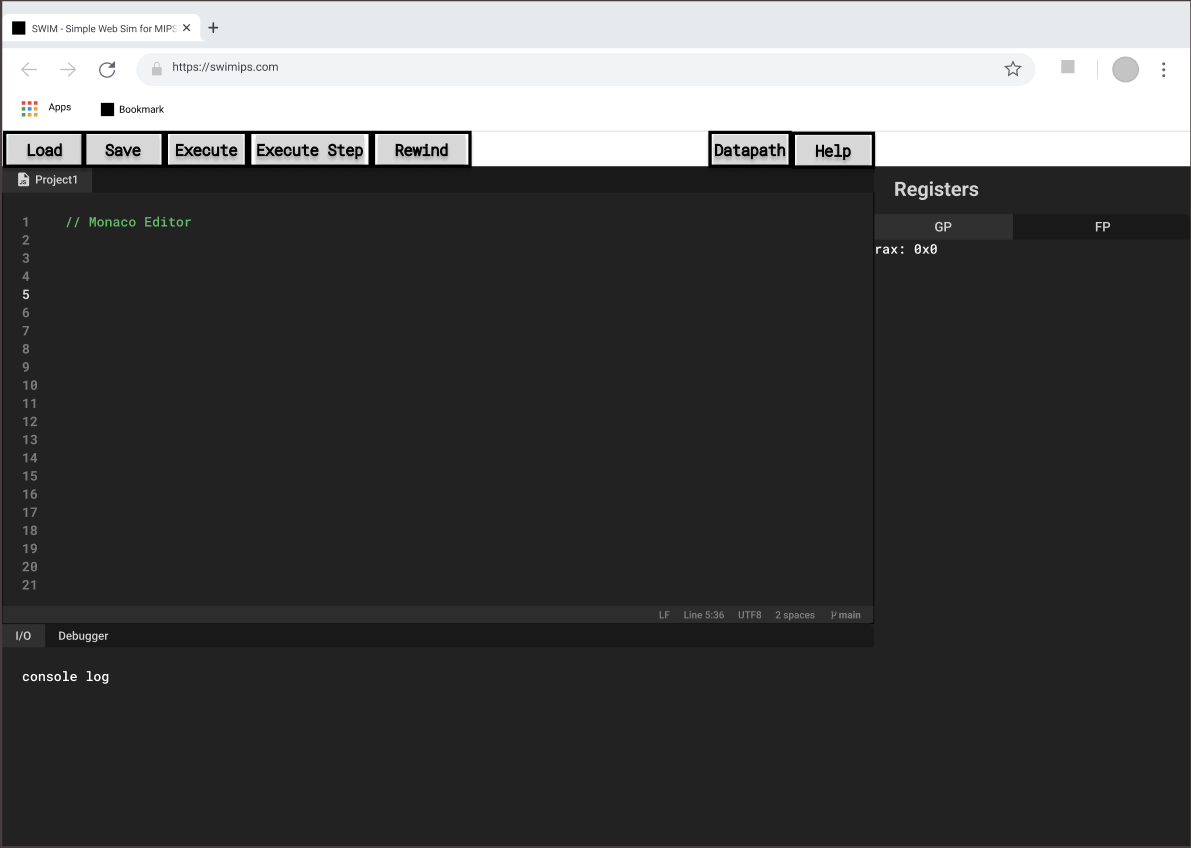 SWIM - Simple Web Sim for MIPS
https://swimips.com
Apps Bookmark
Load Save Execute Execute Step Rewind Datapath Help
Project1
Registers
GP FP
rax: 0x0
1 // Monaco Editor
2
3
4
5
6
7
8
9
10
11
12
13
14
15
16
17
18
19
20
21
LF Line 5:36 UTF8 2 spaces main
I/O Debugger
console log